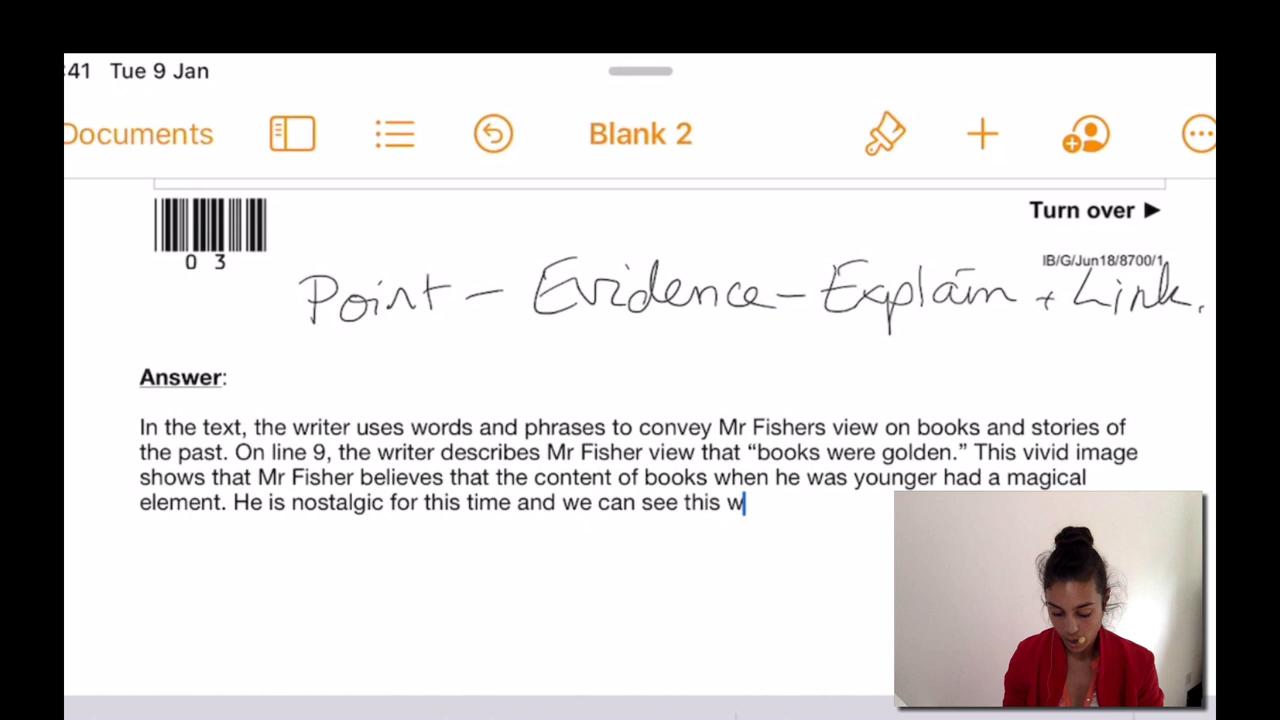 :41 Tue 9 Jan
Documents
Blank 2
Turn over ▶
0 3
IB/G/Jun18/8700/1
Point – Evidence – Explain + Link.
Answer:
In the text, the writer uses words and phrases to convey Mr Fishers view on books and stories of
the past. On line 9, the writer describes Mr Fisher view that “books were golden.” This vivid image
shows that Mr Fisher believes that the content of books when he was younger had a magical
element. He is nostalgic for this time and we can see this w